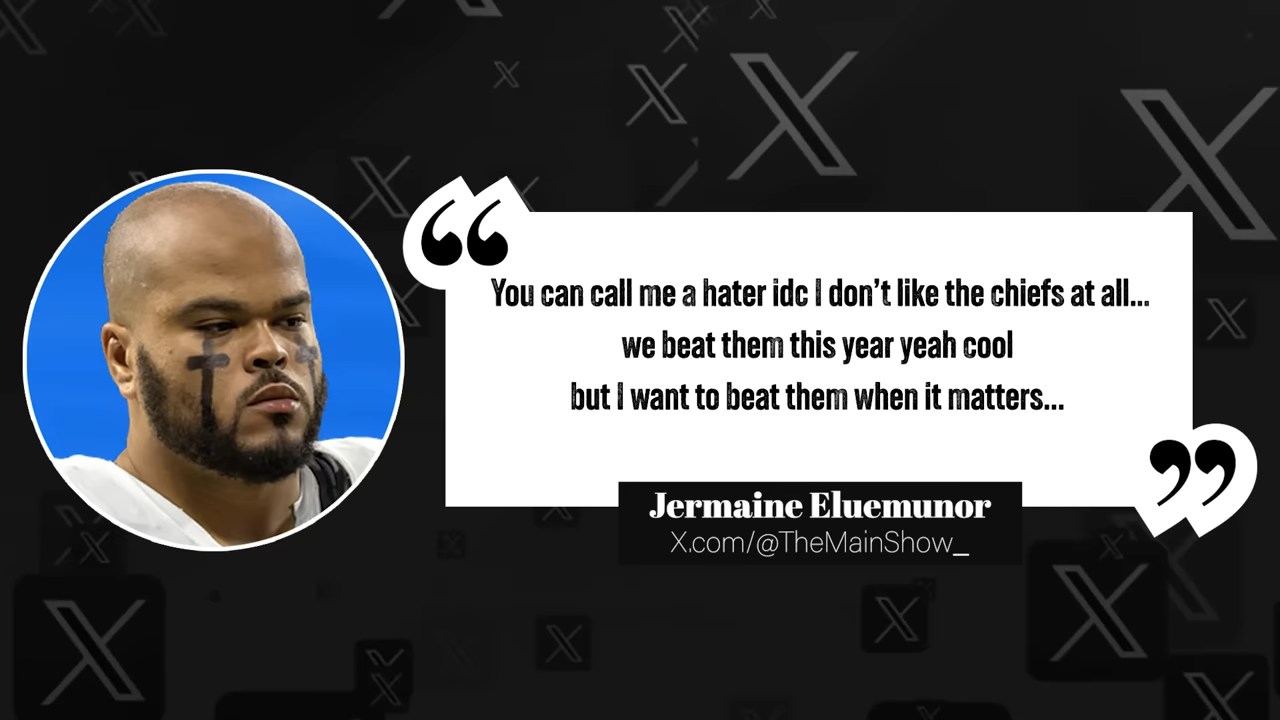 You can call me a hater idc I don't like the chiefs at all...
we beat them this year yeah cool
but I want to beat them when it matters...
Jermaine Eluemunor
X.com/@TheMainShow_